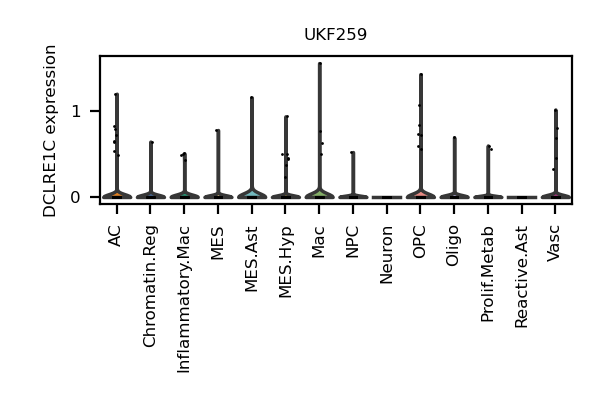 UKF259
DCLRE1C expression
1
0
AC
Chromatin.Reg
Inflammatory.Mac
MES
MES.Ast
MES.Hyp
Mac
NPC
Neuron
OPC
Oligo
Prolif.Metab
Reactive.Ast
Vasc